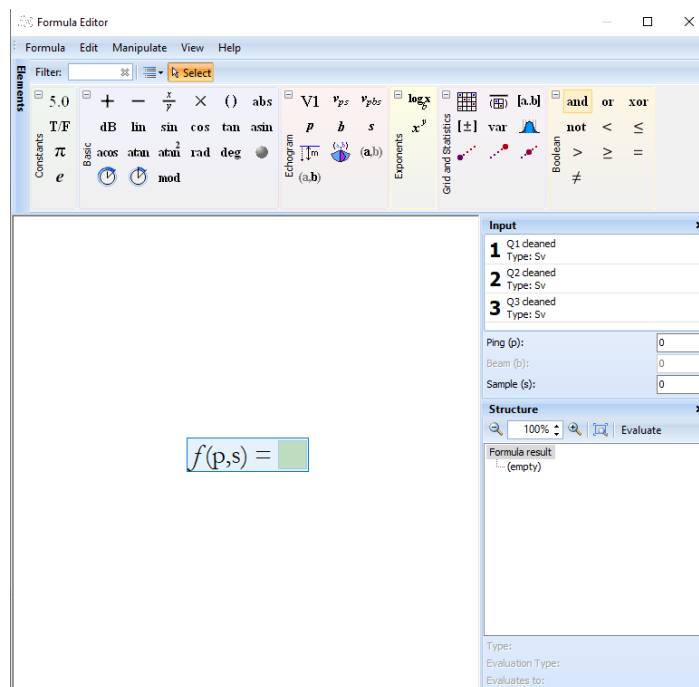 Formula Editor
Formula Edit Manipulate View Help
Elements
Filter: Select
Constants
5.0
T/F
π
e
Basic
+ − x/y × () abs
dB lin sin cos tan asin
acos atan atan2 rad deg
mod
Echogram
V1 vps vpbs
p b s
m (a,b) (a,b)
(a,b)
Exponents
logbx
x^y
Grid and Statistics
[a.b]
[±] var
Boolean
and or xor
not < ≤
> ≥ =
≠
f(p,s) =
Input
1 Q1 cleaned
Type: Sv
2 Q2 cleaned
Type: Sv
3 Q3 cleaned
Type: Sv
Ping (p): 0
Beam (b): 0
Sample (s): 0
Structure
100% Evaluate
Formula result
(empty)
Type:
Evaluation Type:
Evaluates to: